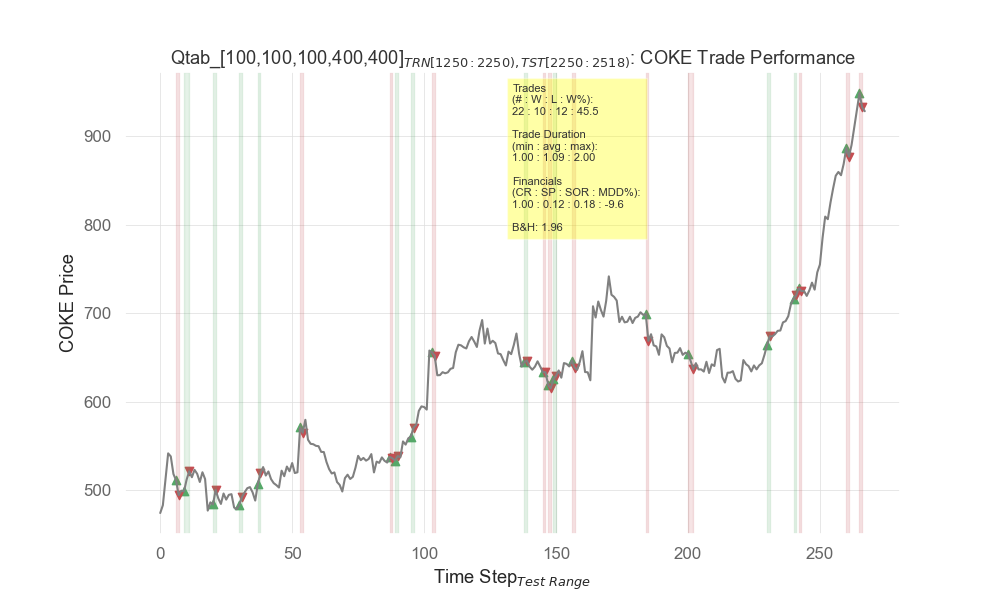 Qtab_[100,100,100,400,400]TRN[1250:2250),TST[2250:2518): COKE Trade Performance
Trades
(# : W : L : W%):
22 : 10 : 12 : 45.5
Trade Duration
(min : avg : max):
1.00 : 1.09 : 2.00
Financials
(CR : SP : SOR : MDD%):
1.00 : 0.12 : 0.18 : -9.6
B&H: 1.96
900
800
700
600
500
COKE Price
0 50 100 150 200 250
Time StepTest Range